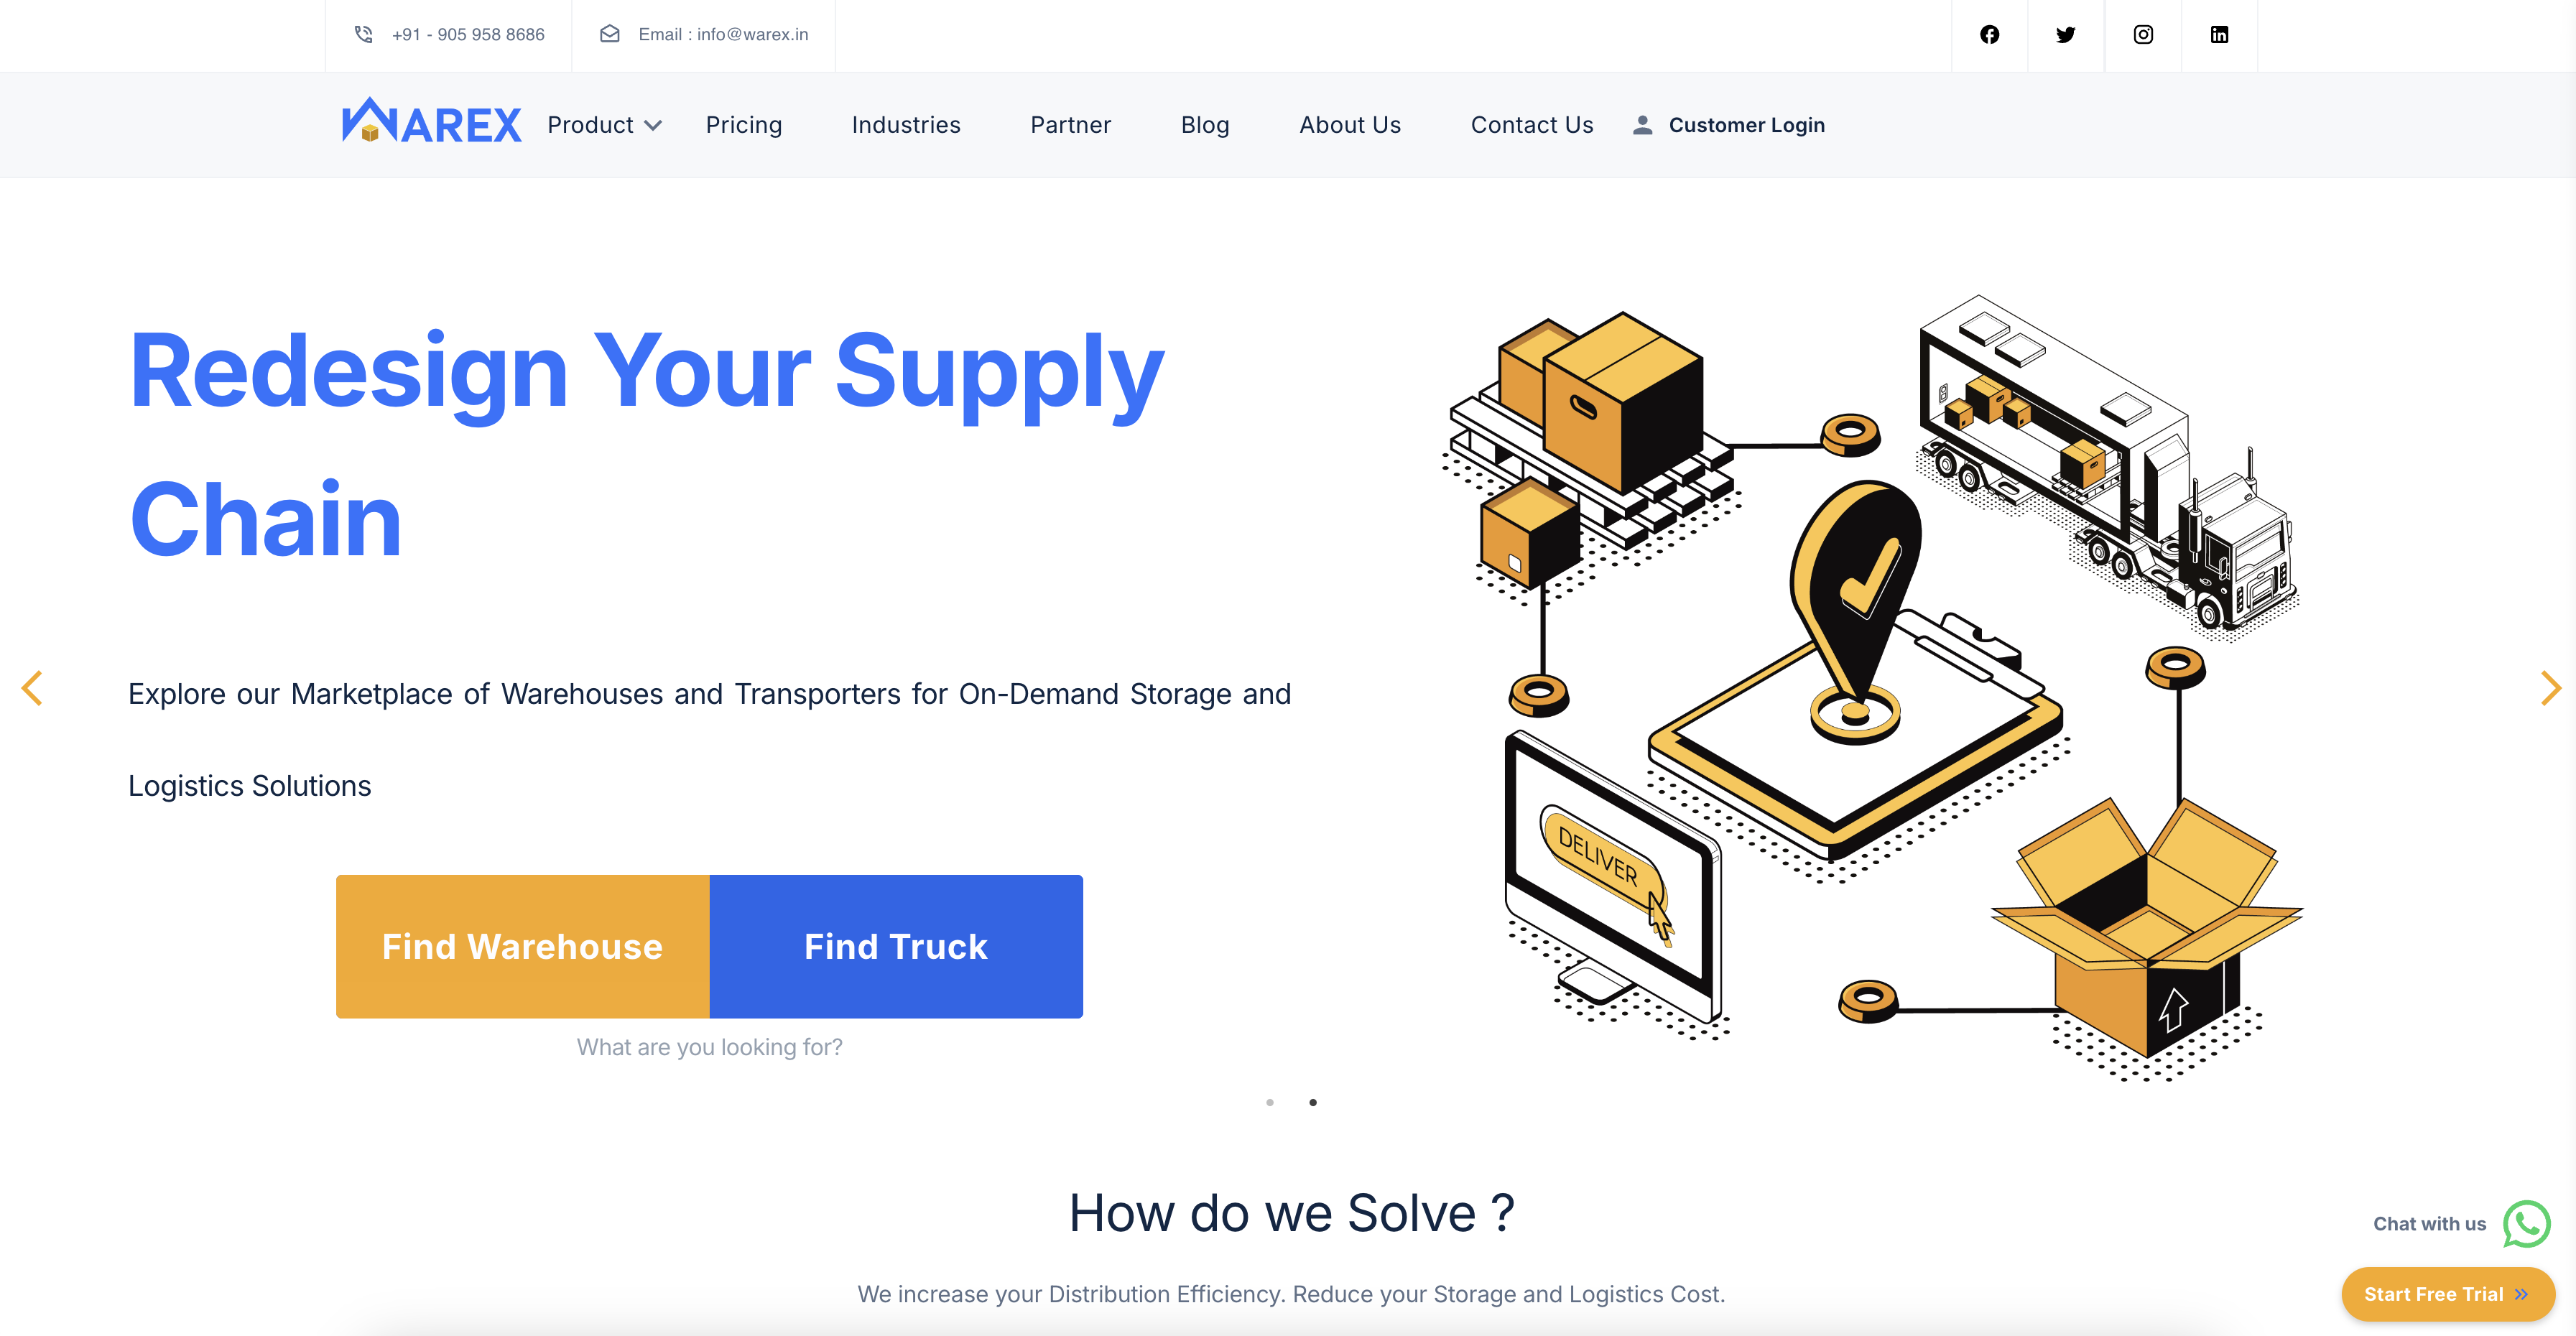 +91 - 905 958 8686
Email : info@warex.in
WAREX
Product
Pricing
Industries
Partner
Blog
About Us
Contact Us
Customer Login
Redesign Your Supply
Chain
Explore our Marketplace of Warehouses and Transporters for On-Demand Storage and
Logistics Solutions
Find Warehouse
Find Truck
What are you looking for?
DELIVER
How do we Solve ?
We increase your Distribution Efficiency. Reduce your Storage and Logistics Cost.
Chat with us
Start Free Trial